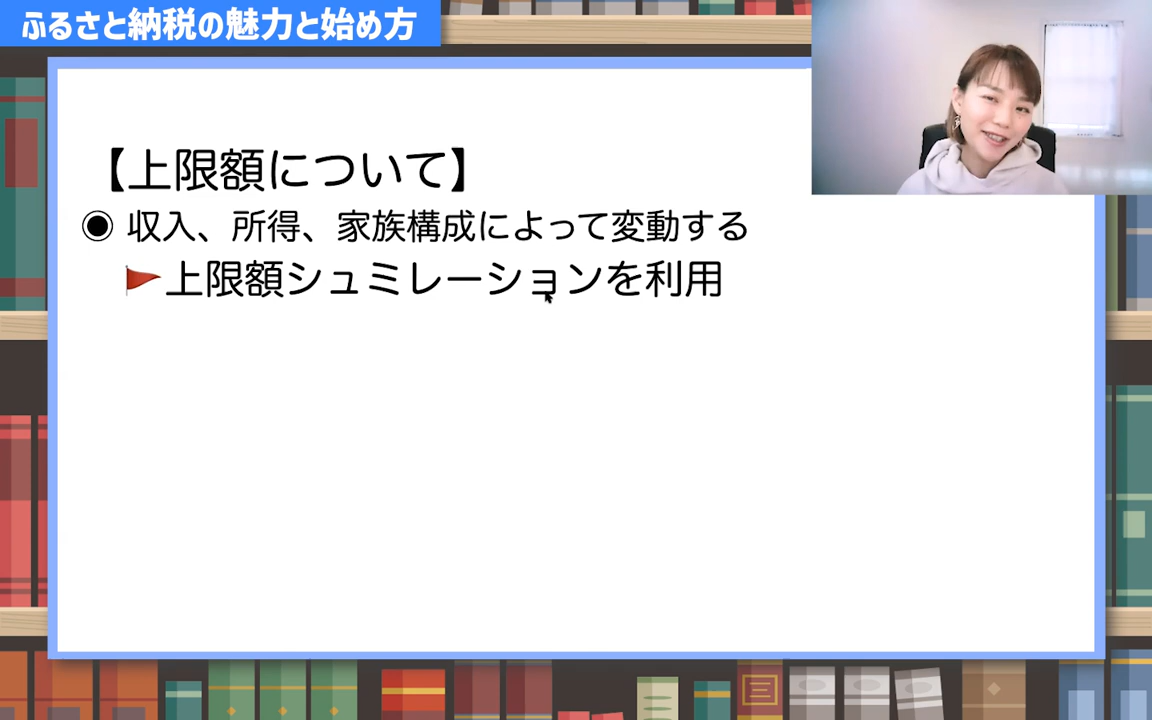 ふるさと納税の魅力と始め方
【上限額について】
◉ 収入、所得、家族構成によって変動する
🚩上限額シュミレーションを利用